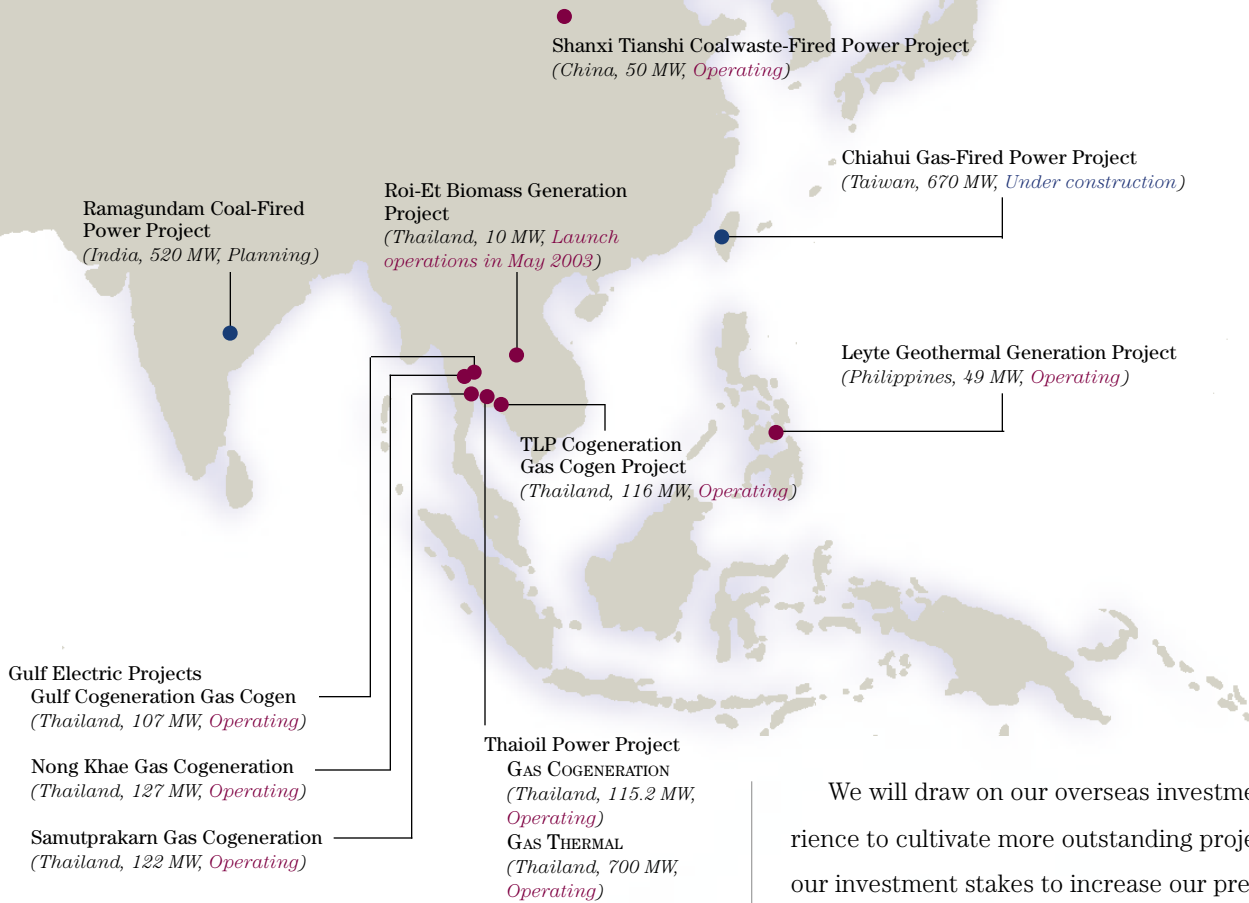 Shanxi Tianshi Coalwaste-Fired Power Project
(China, 50 MW, Operating)
Chiahui Gas-Fired Power Project
(Taiwan, 670 MW, Under construction)
Roi-Et Biomass Generation
Project
(Thailand, 10 MW, Launch
operations in May 2003)
Ramagundam Coal-Fired
Power Project
(India, 520 MW, Planning)
Leyte Geothermal Generation Project
(Philippines, 49 MW, Operating)
TLP Cogeneration
Gas Cogen Project
(Thailand, 116 MW, Operating)
Gulf Electric Projects
Gulf Cogeneration Gas Cogen
(Thailand, 107 MW, Operating)
Nong Khae Gas Cogeneration
(Thailand, 127 MW, Operating)
Samutprakarn Gas Cogeneration
(Thailand, 122 MW, Operating)
Thaioil Power Project
GAS COGENERATION
(Thailand, 115.2 MW,
Operating)
GAS THERMAL
(Thailand, 700 MW,
Operating)
We will draw on our overseas investme
rience to cultivate more outstanding proje
our investment stakes to increase our pre